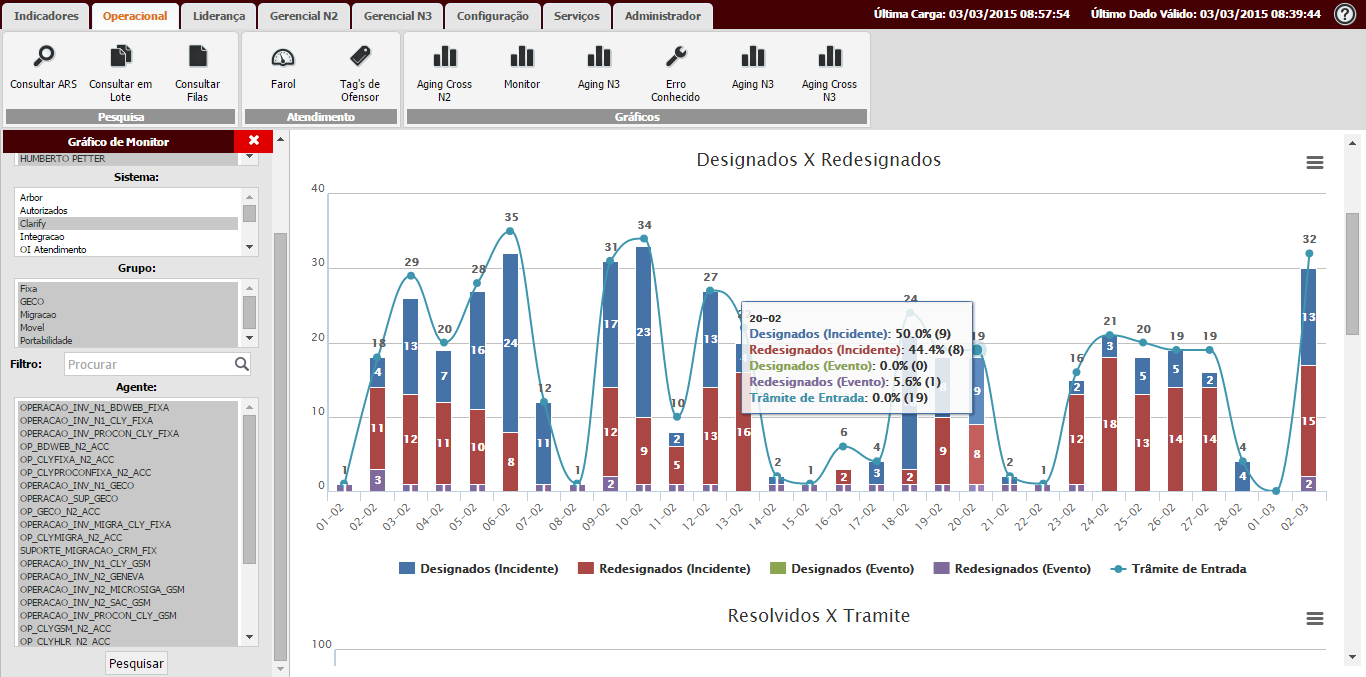 Indicadores
Operacional
Liderança
Gerencial N2
Gerencial N3
Configuração
Serviços
Administrador
Última Carga: 03/03/2015 08:57:54
Último Dado Válido: 03/03/2015 08:39:44
?
Consultar ARS
Consultar em
Lote
Consultar
Filas
Pesquisa
Farol
Tag's de
Ofensor
Atendimento
Aging Cross
N2
Monitor
Aging N3
Erro
Conhecido
Aging N3
Aging Cross
N3
Gráficos
Gráfico de Monitor
HUMBERTO PETTER
Sistema:
Arbor
Autorizados
Clarify
Integracao
OI Atendimento
Grupo:
Fixa
GECO
Migracao
Movel
Portabilidade
Filtro:
Procurar
Agente:
OPERACAO_INV_N1_BDWEB_FIXA
OPERACAO_INV_N1_CLY_FIXA
OPERACAO_INV_PROCON_CLY_FIXA
OP_BDWEB_N2_ACC
OP_CLYFIXA_N2_ACC
OP_CLYPROCONFIXA_N2_ACC
OPERACAO_INV_N1_GECO
OPERACAO_SUP_GECO
OP_GECO_N2_ACC
OPERACAO_INV_MIGRA_CLY_FIXA
OP_CLYMIGRA_N2_ACC
SUPORTE_MIGRACAO_CRM_FIX
OPERACAO_INV_N1_CLY_GSM
OPERACAO_INV_N2_GENEVA
OPERACAO_INV_N2_MICROSIGA_GSM
OPERACAO_INV_N2_SAC_GSM
OPERACAO_INV_PROCON_CLY_GSM
OP_CLYGSM_N2_ACC
OP_CLYHLR_N2_ACC
Pesquisar
Designados X Redesignados
40
30
20
10
0
1
18
29
20
28
35
12
1
31
34
10
27
2
1
6
4
24
19
2
1
16
21
20
19
19
4
32
4
11
3
13
12
7
11
16
10
24
8
11
17
12
2
23
9
2
5
13
13
16
2
3
2
9
9
8
2
12
3
18
5
13
5
14
2
14
4
13
15
2
20-02
Designados (Incidente): 50.0% (9)
Redesignados (Incidente): 44.4% (8)
Designados (Evento): 0.0% (0)
Redesignados (Evento): 5.6% (1)
Trâmite de Entrada: 0.0% (19)
01-02
02-02
03-02
04-02
05-02
06-02
07-02
08-02
09-02
10-02
11-02
12-02
13-02
14-02
15-02
16-02
17-02
18-02
19-02
20-02
21-02
22-02
23-02
24-02
25-02
26-02
27-02
28-02
01-03
02-03
Designados (Incidente)
Redesignados (Incidente)
Designados (Evento)
Redesignados (Evento)
Trâmite de Entrada
Resolvidos X Tramite
100